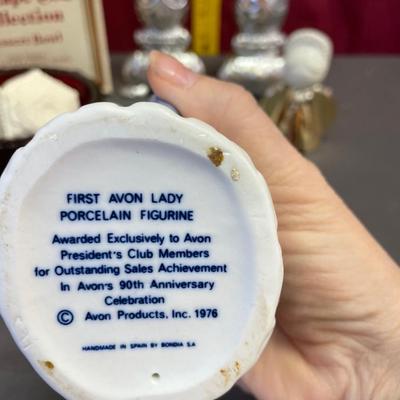 Collection
FIRST AVON LADY
PORCELAIN FIGURINE
Awarded Exclusively to Avon
President's Club Members
for Outstanding Sales Achievement
In Avon's 90th Anniversary
Celebration
© Avon Products, Inc. 1976
HANDMADE IN SPAIN BY BONDIA S.A